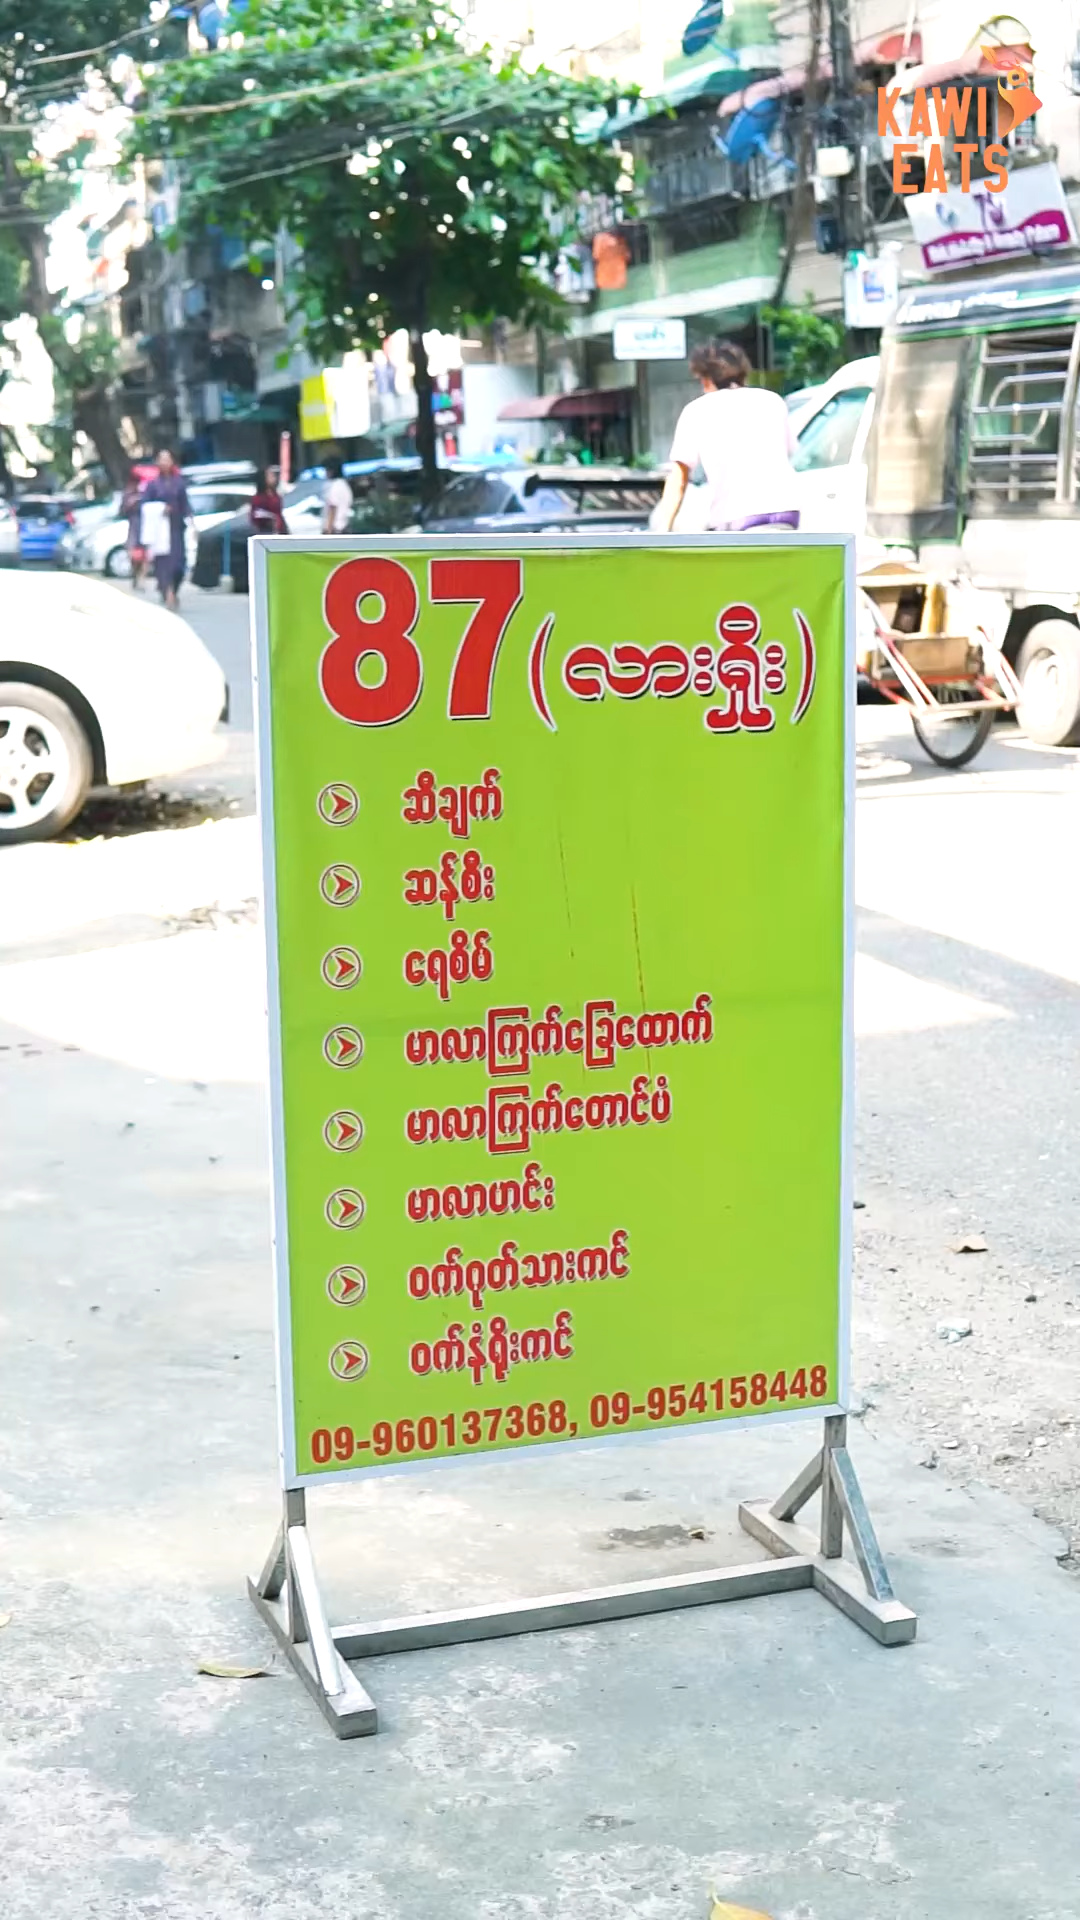 KAWI
EATS
87 (လားရှိုး)
ဆီချက်
ဆန်စီး
ရေစိမ်
မာလာကြက်ခြေထောက်
မာလာကြက်တောင်ပံ
မာလာဟင်း
ဝက်ဂုတ်သားကင်
ဝက်နံရိုးကင်
09-960137368, 09-954158448